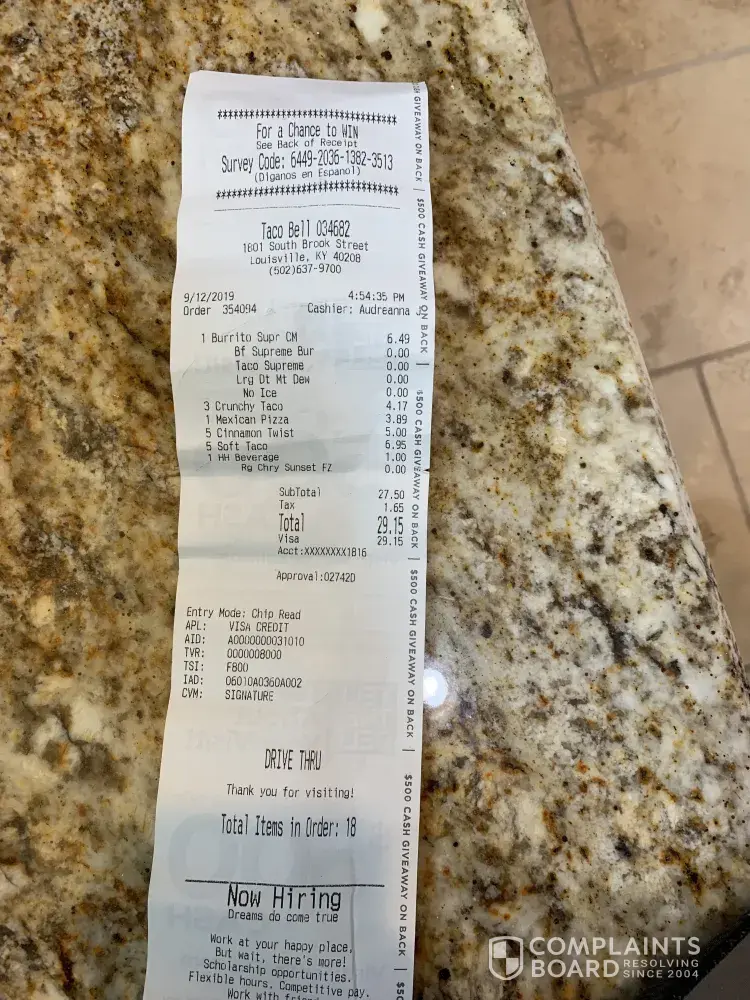 ************************************
For a Chance to WIN
See Back of Receipt
Survey Code: 6449-2036-1382-3513
(Díganos en Espanol)
************************************
Taco Bell 034682
1801 South Brook Street
Louisville, KY 40208
(502)637-9700
9/12/2019 4:54:35 PM
Order 354094 Cashier: Audreanna
1 Burrito Supr CM 6.49
Bf Supreme Bur 0.00
Taco Supreme 0.00
Lrg Dt Mt Dew 0.00
No Ice 0.00
3 Crunchy Taco 4.17
1 Mexican Pizza 3.89
5 Cinnamon Twist 5.00
5 Soft Taco 6.95
1 HH Beverage 1.00
Rg Chry Sunset FZ 0.00
SubTotal 27.50
Tax 1.65
Total 29.15
Visa 29.15
Acct:XXXXXXXX1816
Approval:02742D
Entry Mode: Chip Read
APL: VISA CREDIT
AID: A0000000031010
TVR: 0000008000
TSI: F800
IAD: 06010A0360A002
CVM: SIGNATURE
DRIVE THRU
Thank you for visiting!
Total Items in Order: 18
Now Hiring
Dreams do come true
Work at your happy place.
But wait, there's more!
Scholarship opportunities.
Flexible hours. Competitive pay.
Work with
GIVEAWAY ON BACK | $500 CASH GIVEAWAY ON BACK | $500 CASH GIVEAWAY ON BACK | $500 CASH GIVEAWAY ON BACK | $500 CASH GIVEAWAY ON BACK
COMPLAINTS
BOARD RESOLVING SINCE 2004